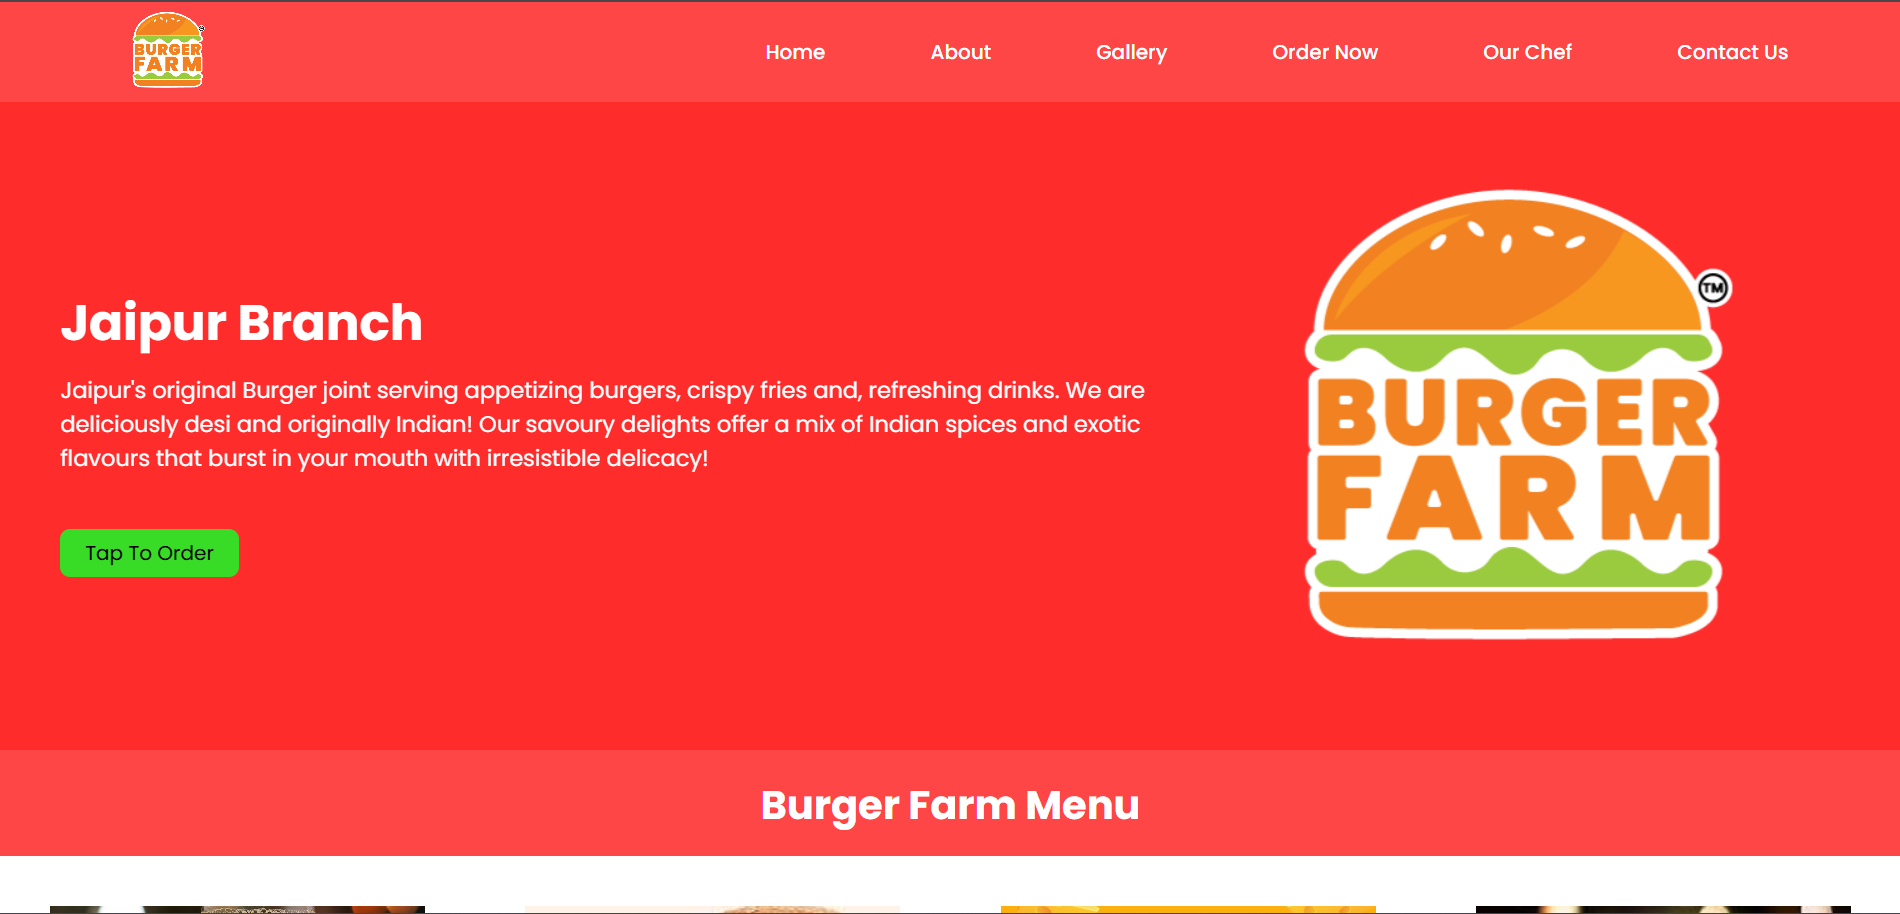 BURGER
FARM
Home
About
Gallery
Order Now
Our Chef
Contact Us
Jaipur Branch
Jaipur's original Burger joint serving appetizing burgers, crispy fries and, refreshing drinks. We are
deliciously desi and originally Indian! Our savoury delights offer a mix of Indian spices and exotic
flavours that burst in your mouth with irresistible delicacy!
Tap To Order
TM
BURGER
FARM
Burger Farm Menu